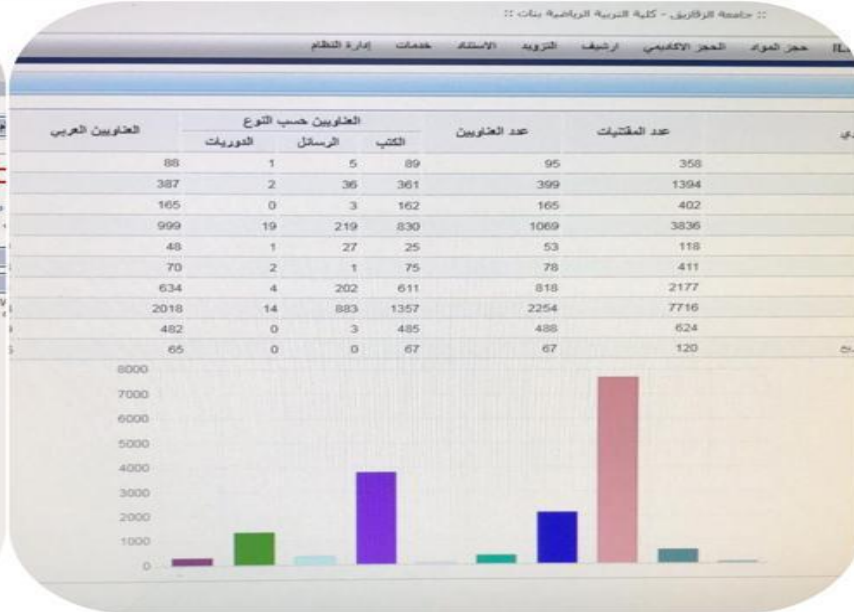 :: جامعة الزقازيق - كلية التربية الرياضية بنات ::
حجز المواد الحجز الاكاديمي ارشيف التزويد الاستناد خدمات إدارة النظام
عدد المقتنيات عدد العناوين العناوين حسب النوع العناوين العربي
الكتب الرسائل الدوريات
358 95 89 5 1 88
1394 399 361 36 2 387
402 165 162 3 0 165
3836 1069 830 219 19 999
118 53 25 27 1 48
411 78 75 1 2 70
2177 818 611 202 4 634
7716 2254 1357 883 14 2018
624 488 485 3 0 482
120 67 67 0 0 65
8000
7000
6000
5000
4000
3000
2000
1000
0